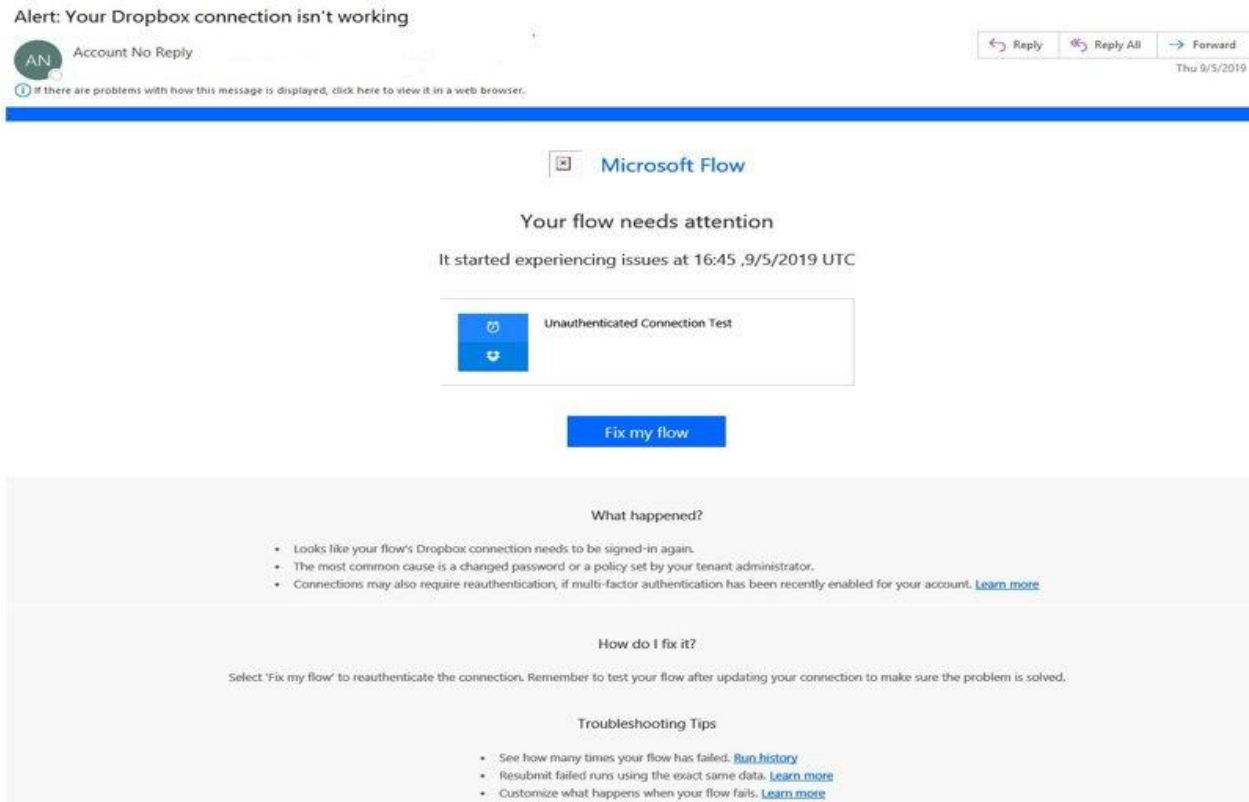 Alert: Your Dropbox connection isn't working
AN
Account No Reply
Reply
Reply All
Forward
Thu 9/5/2019
If there are problems with how this message is displayed, click here to view it in a web browser.
Microsoft Flow
Your flow needs attention
It started experiencing issues at 16:45 ,9/5/2019 UTC
Unauthenticated Connection Test
Fix my flow
What happened?
• Looks like your flow's Dropbox connection needs to be signed-in again.
• The most common cause is a changed password or a policy set by your tenant administrator.
• Connections may also require reauthentication, if multi-factor authentication has been recently enabled for your account. Learn more
How do I fix it?
Select 'Fix my flow' to reauthenticate the connection. Remember to test your flow after updating your connection to make sure the problem is solved.
Troubleshooting Tips
• See how many times your flow has failed. Run history
• Resubmit failed runs using the exact same data. Learn more
• Customize what happens when your flow fails. Learn more